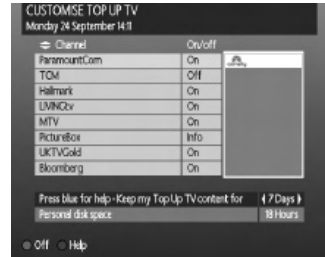 CUSTOMISE TOP UP TV
Monday 24 September 14:11
Channel On/off
ParamountCom On
TCM Off
Hallmark On
LIVINGtv On
MTV On
PictureBox Info
UKTVGold On
Bloomberg On
Press blue for help - Keep my Top Up TV content for 7 Days
Personal disk space 18 Hours
Off Help